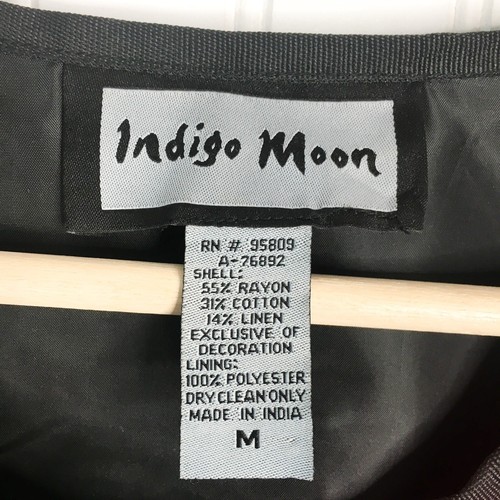 Indigo Moon
RN # 95809
A-26892
SHELL:
55% RAYON
31% COTTON
14% LINEN
EXCLUSIVE OF
DECORATION
LINING:
100% POLYESTER
DRY CLEAN ONLY
MADE IN INDIA
M